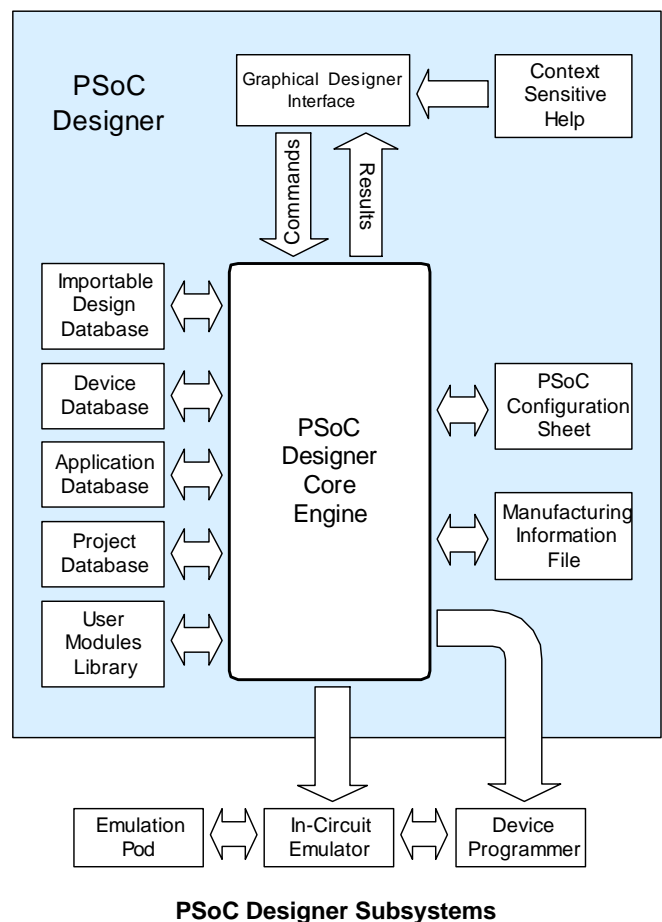 PSoC
Designer
Graphical Designer
Interface
Context
Sensitive
Help
Commands
Results
Importable
Design
Database
Device
Database
Application
Database
Project
Database
User
Modules
Library
PSoC
Designer
Core
Engine
PSoC
Configuration
Sheet
Manufacturing
Information
File
Emulation
Pod
In-Circuit
Emulator
Device
Programmer
PSoC Designer Subsystems